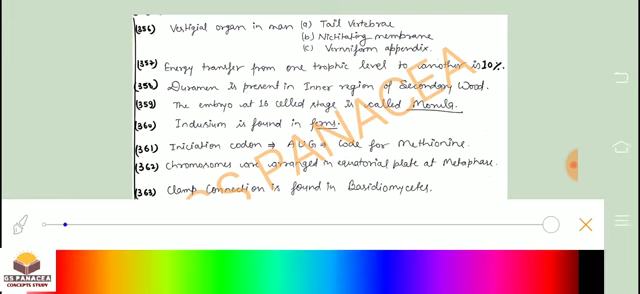 (356) Vestigial organ in man (a) Tail Vertebrae
(b) Nictitating membrane
(c) Vermiform appendix.
(357) Energy transfer from one trophic level to another is 10%.
(358) Duramen is present in Inner region of Secondary Wood.
(359) The embryo at 16 celled stage is called Morula.
(360) Indusium is found in ferns.
(361) Iniciation codon ⇒ AUG ⇒ Code for Methionine.
(362) Chromosomes are arranged in equatorial plate at Metaphase.
(363) Clamp Connection is found in Basidiomycetes.
GS PANACEA
GS PANACEA
CONCEPTS STUDY